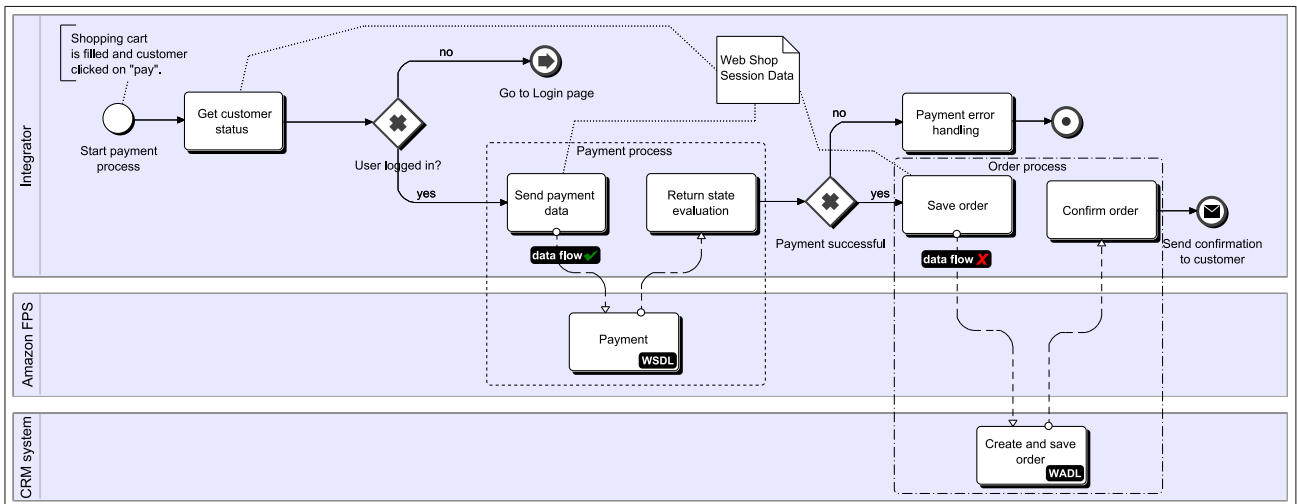 Integrator
Shopping cart
is filled and customer
clicked on "pay".
Start payment
process
Get customer
status
no
Go to Login page
User logged in?
yes
Web Shop
Session Data
Payment process
Send payment
data
data flow
Return state
evaluation
Payment successful
no
Payment error
handling
yes
Order process
Save order
data flow
Confirm order
Send confirmation
to customer
Amazon FPS
Payment
WSDL
CRM system
Create and save
order
WADL